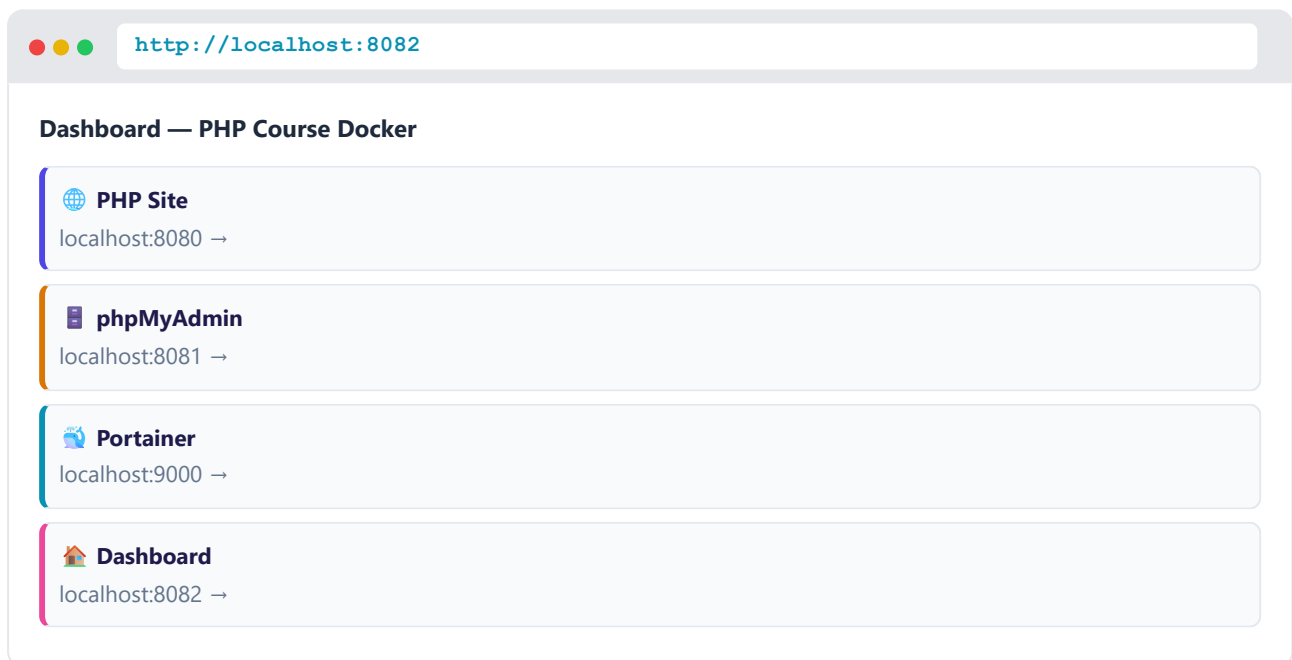 http://localhost:8082
Dashboard — PHP Course Docker
PHP Site
localhost:8080 →
phpMyAdmin
localhost:8081 →
Portainer
localhost:9000 →
Dashboard
localhost:8082 →